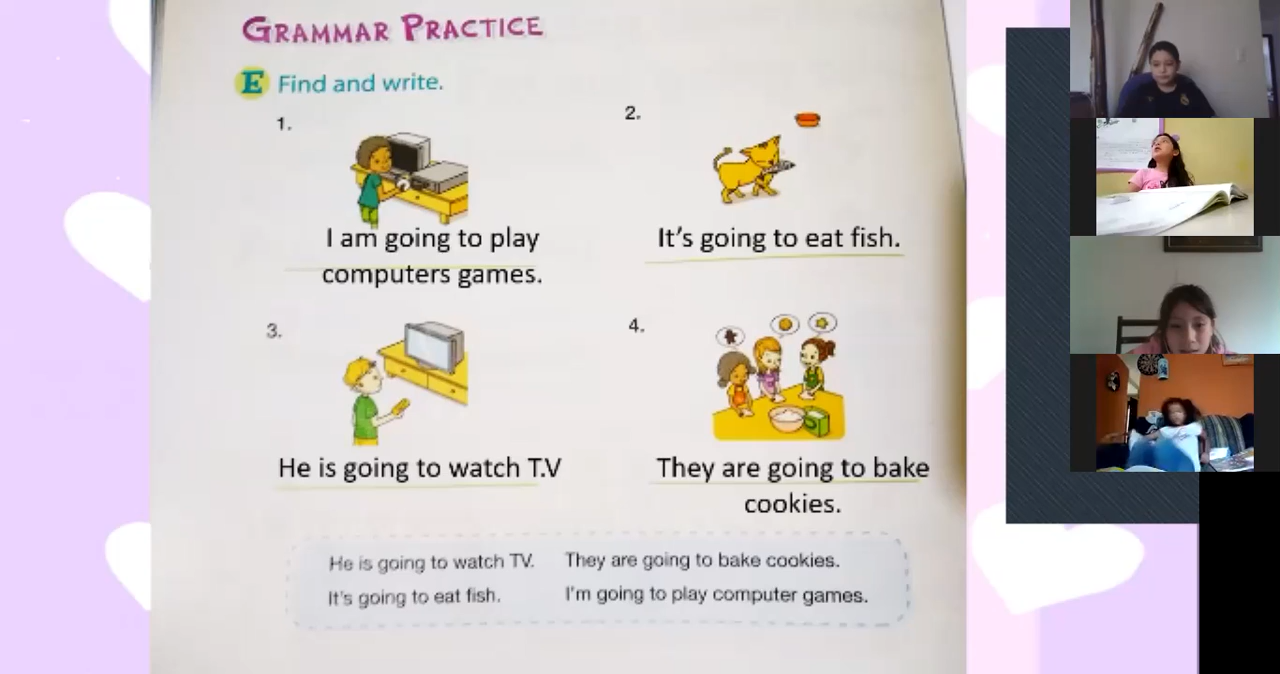 GRAMMAR PRACTICE
E Find and write.
1.
2.
I am going to play
computers games.
It's going to eat fish.
3.
4.
He is going to watch T.V
They are going to bake
cookies.
He is going to watch TV. They are going to bake cookies.
It's going to eat fish. I'm going to play computer games.